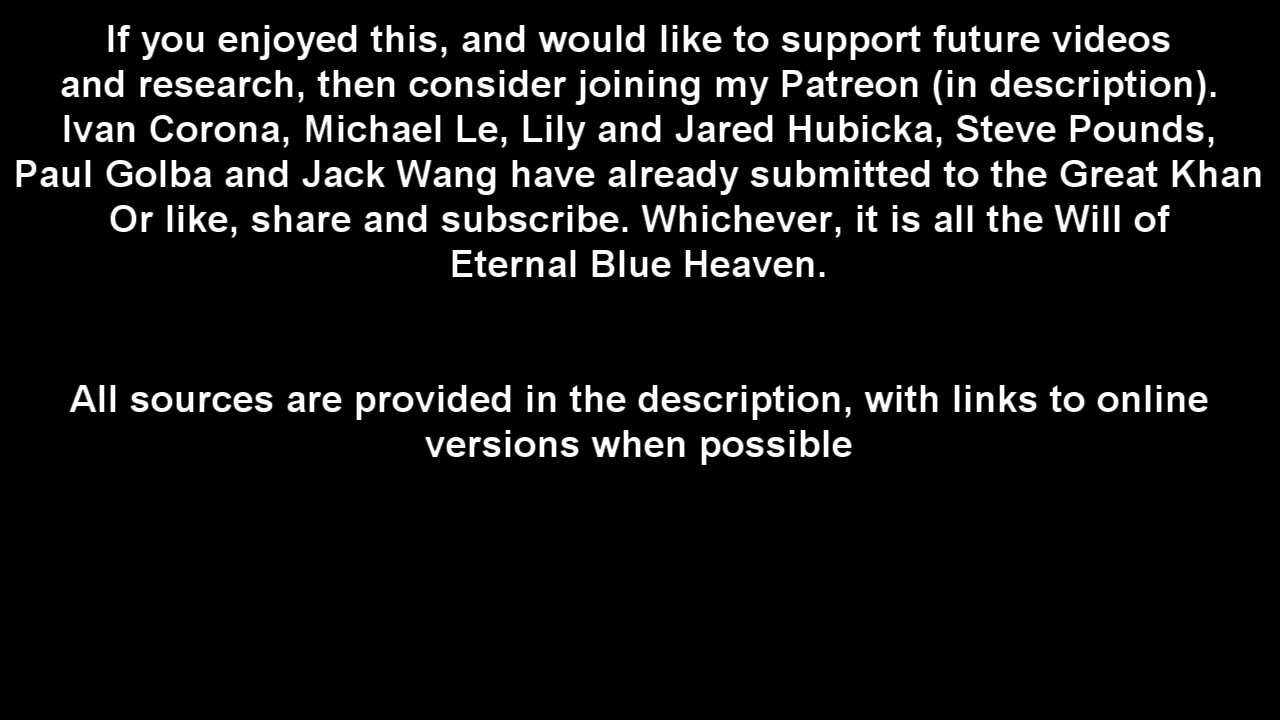 If you enjoyed this, and would like to support future videos
and research, then consider joining my Patreon (in description).
Ivan Corona, Michael Le, Lily and Jared Hubicka, Steve Pounds,
Paul Golba and Jack Wang have already submitted to the Great Khan
Or like, share and subscribe. Whichever, it is all the Will of
Eternal Blue Heaven.
All sources are provided in the description, with links to online
versions when possible